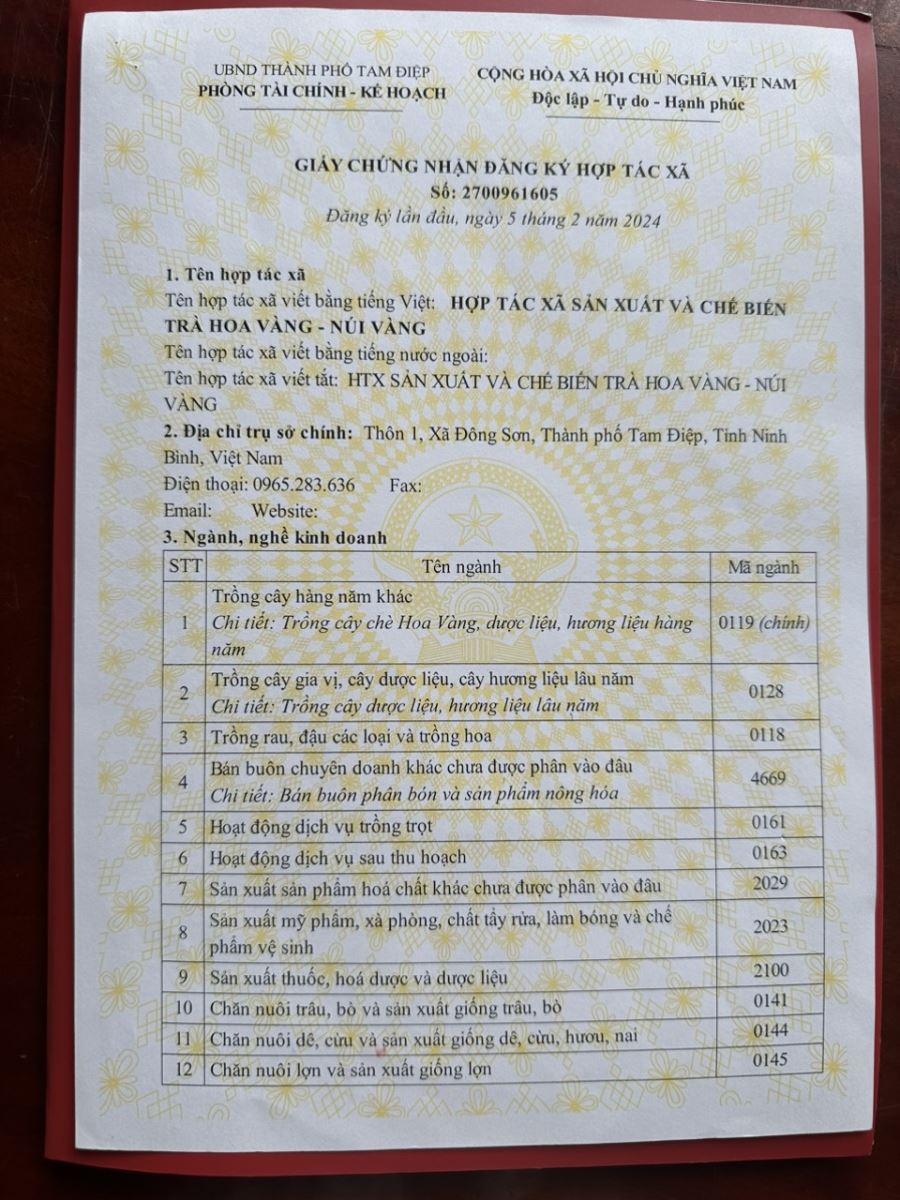 UBND THÀNH PHỐ TAM ĐIỆP
PHÒNG TÀI CHÍNH - KẾ HOẠCH
CỘNG HÒA XÃ HỘI CHỦ NGHĨA VIỆT NAM
Độc lập - Tự do - Hạnh phúc
GIẤY CHỨNG NHẬN ĐĂNG KÝ HỢP TÁC XÃ
Số: 2700961605
Đăng ký lần đầu, ngày 5 tháng 2 năm 2024
1. Tên hợp tác xã
Tên hợp tác xã viết bằng tiếng Việt: HỢP TÁC XÃ SẢN XUẤT VÀ CHẾ BIẾN
TRÀ HOA VÀNG - NÚI VÀNG
Tên hợp tác xã viết bằng tiếng nước ngoài:
Tên hợp tác xã viết tắt: HTX SẢN XUẤT VÀ CHẾ BIẾN TRÀ HOA VÀNG - NÚI
VÀNG
2. Địa chỉ trụ sở chính: Thôn 1, Xã Đông Sơn, Thành phố Tam Điệp, Tỉnh Ninh
Bình, Việt Nam
Điện thoại: 0965.283.636 Fax:
Email: Website:
3. Ngành, nghề kinh doanh
STT Tên ngành Mã ngành
Trồng cây hàng năm khác
1 Chi tiết: Trồng cây chè Hoa Vàng, dược liệu, hương liệu hàng 0119 (chính)
năm
2 Trồng cây gia vị, cây dược liệu, cây hương liệu lâu năm 0128
Chi tiết: Trồng cây dược liệu, hương liệu lâu năm
3 Trồng rau, đậu các loại và trồng hoa 0118
4 Bán buôn chuyên doanh khác chưa được phân vào đâu 4669
Chi tiết: Bán buôn phân bón và sản phẩm nông hóa
5 Hoạt động dịch vụ trồng trọt 0161
6 Hoạt động dịch vụ sau thu hoạch 0163
7 Sản xuất sản phẩm hoá chất khác chưa được phân vào đâu 2029
8 Sản xuất mỹ phẩm, xà phòng, chất tẩy rửa, làm bóng và chế 2023
phẩm vệ sinh
9 Sản xuất thuốc, hoá dược và dược liệu 2100
10 Chăn nuôi trâu, bò và sản xuất giống trâu, bò 0141
11 Chăn nuôi dê, cừu và sản xuất giống dê, cừu, hươu, nai 0144
12 Chăn nuôi lợn và sản xuất giống lợn 0145